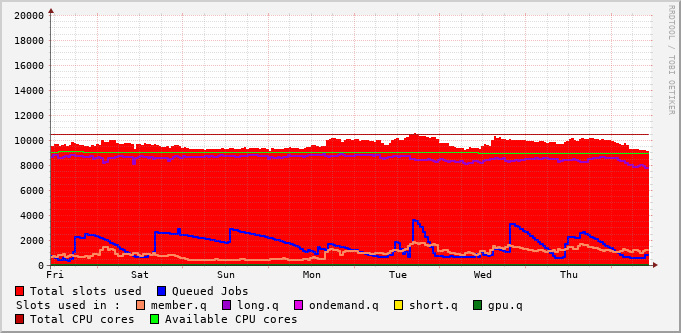 20000
18000
16000
14000
12000
10000
8000
6000
4000
2000
0
Fri Sat Sun Mon Tue Wed Thu
Total slots used Queued Jobs
Slots used in : member.q long.q ondemand.q short.q gpu.q
Total CPU cores Available CPU cores
RRDTOOL / TOBI OETIKER